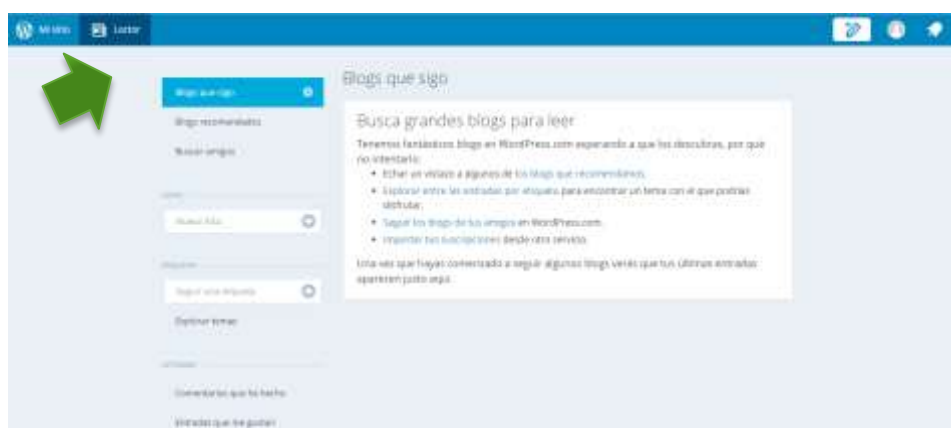 Mi sitio
Lector
Blogs que sigo
Blogs recomendados
Buscar amigos
Nueva lista
Seguir una etiqueta
Explorar temas
Comentarios que he hecho
Entradas que me gustan
Blogs que sigo
Busca grandes blogs para leer
Tenemos fantásticos blogs en WordPress.com esperando a que los descubras, por qué
no intentarlo:
Echar un vistazo a algunos de los blogs que recomendamos.
Explorar entre las entradas por etiqueta para encontrar un tema con el que podrías
disfrutar.
Seguir los blogs de tus amigos en WordPress.com.
Importar tus suscripciones desde otro servicio.
Una vez que hayas comenzado a seguir algunos blogs verás que tus últimas entradas
aparecen justo aquí.